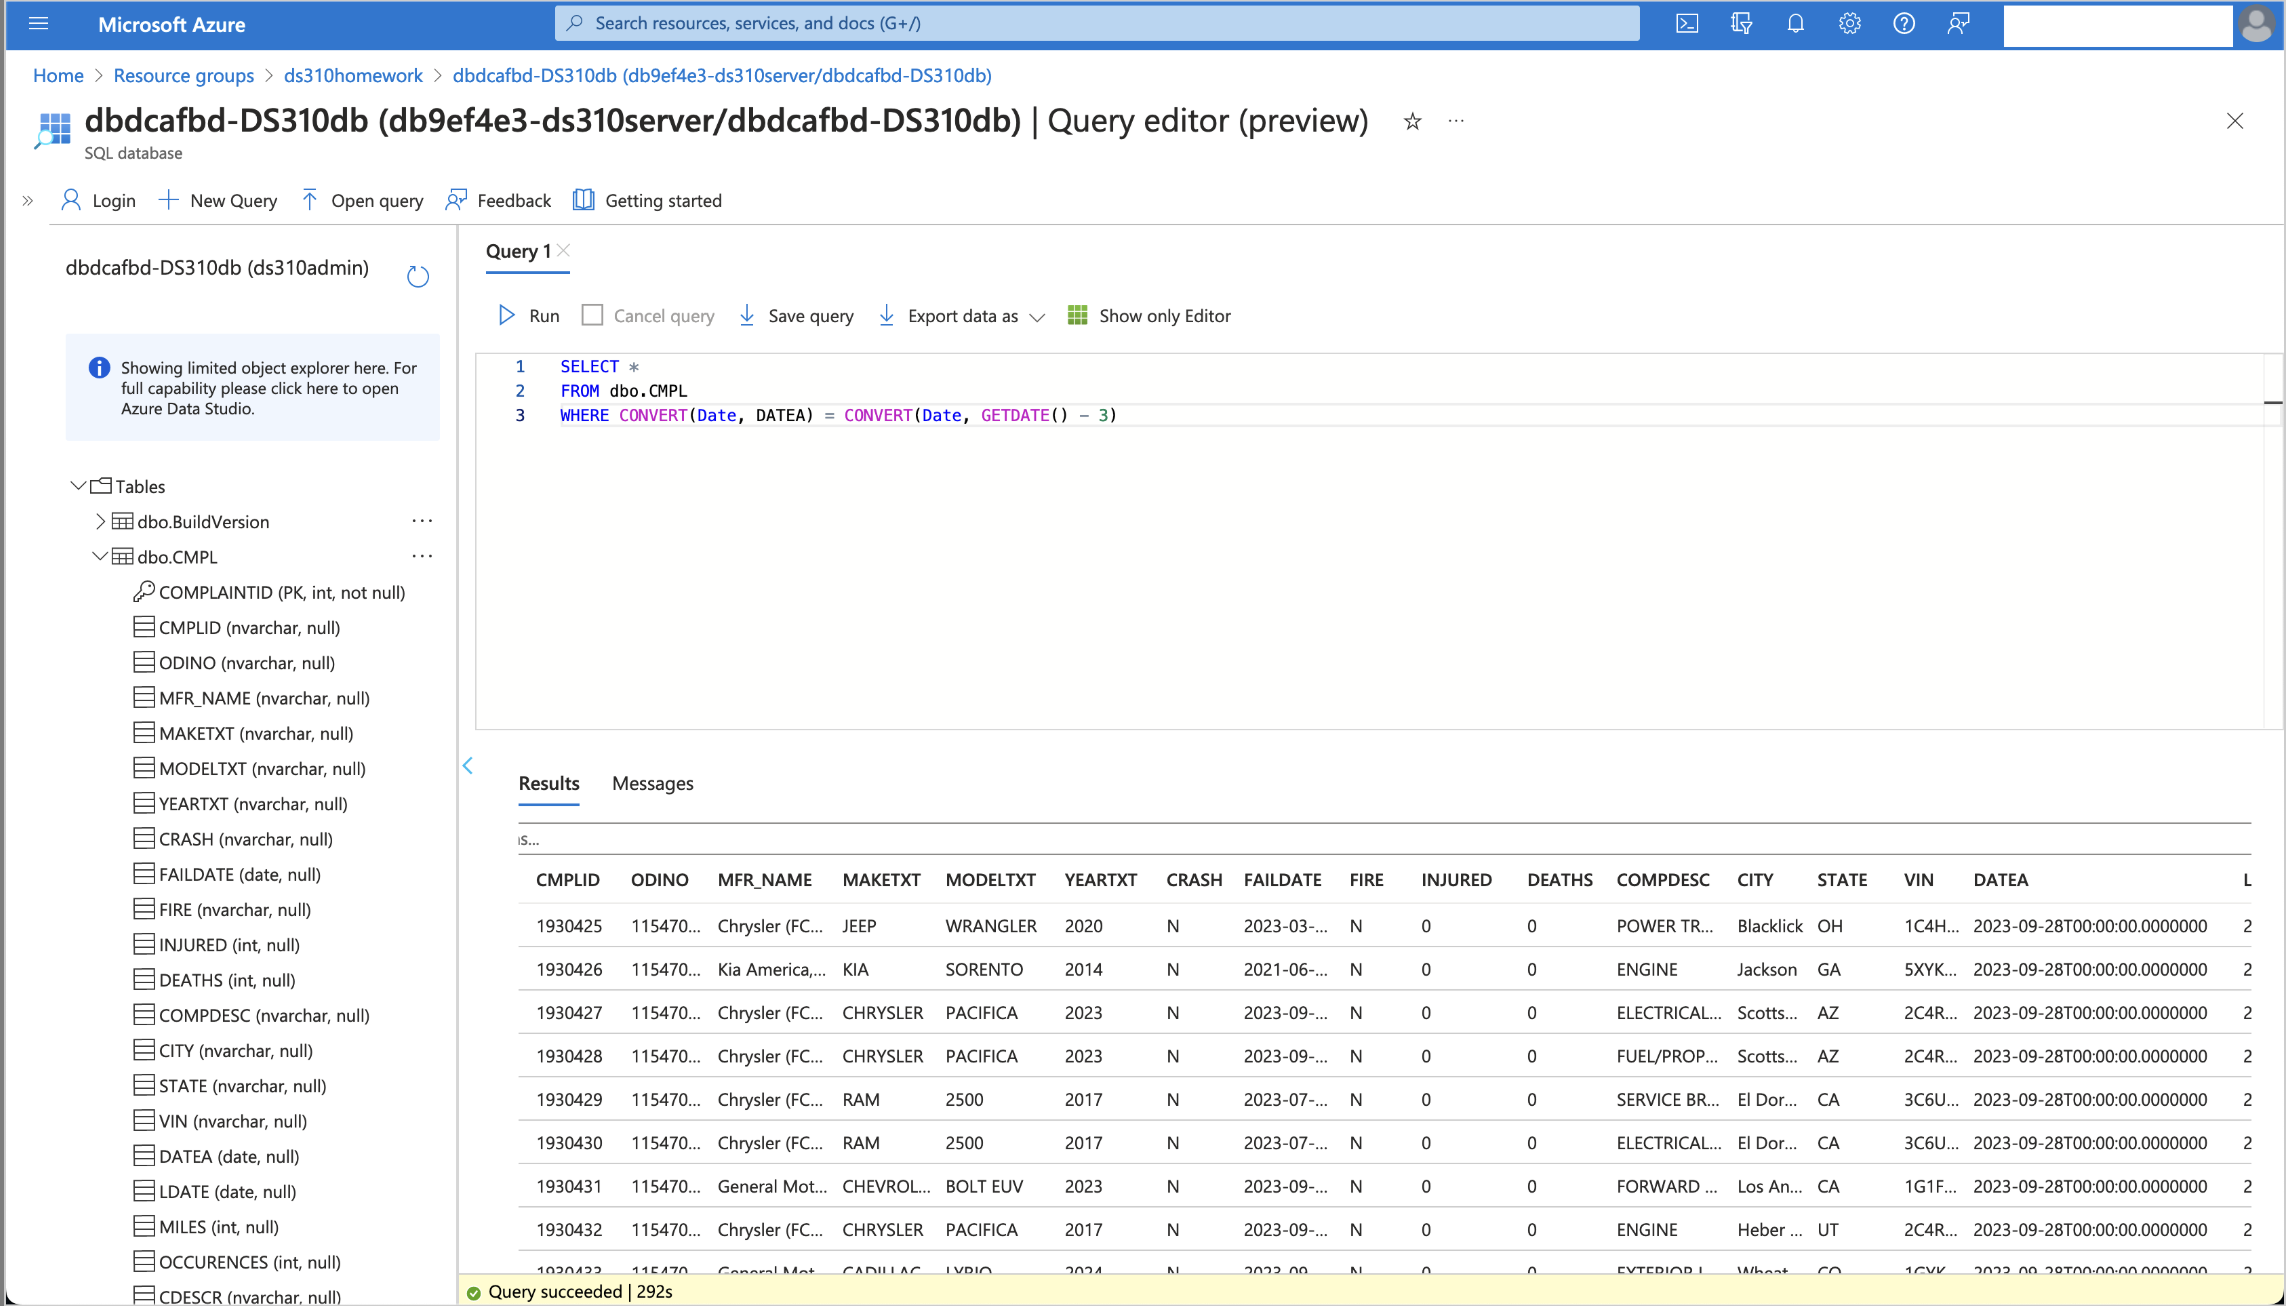 Microsoft Azure
Search resources, services, and docs (G+/)
Home > Resource groups > ds310homework > dbdcafbd-DS310db (db9ef4e3-ds310server/dbdcafbd-DS310db)
dbdcafbd-DS310db (db9ef4e3-ds310server/dbdcafbd-DS310db) | Query editor (preview)
SQL database
Login New Query Open query Feedback Getting started
dbdcafbd-DS310db (ds310admin)
Showing limited object explorer here. For
full capability please click here to open
Azure Data Studio.
Tables
dbo.BuildVersion
dbo.CMPL
COMPLAINTID (PK, int, not null)
CMPLID (nvarchar, null)
ODINO (nvarchar, null)
MFR_NAME (nvarchar, null)
MAKETXT (nvarchar, null)
MODELTXT (nvarchar, null)
YEARTXT (nvarchar, null)
CRASH (nvarchar, null)
FAILDATE (date, null)
FIRE (nvarchar, null)
INJURED (int, null)
DEATHS (int, null)
COMPDESC (nvarchar, null)
CITY (nvarchar, null)
STATE (nvarchar, null)
VIN (nvarchar, null)
DATEA (date, null)
LDATE (date, null)
MILES (int, null)
OCCURENCES (int, null)
CDESCR (nvarchar, null)
Query 1
Run Cancel query Save query Export data as Show only Editor
1 SELECT *
2 FROM dbo.CMPL
3 WHERE CONVERT(Date, DATEA) = CONVERT(Date, GETDATE() - 3)
Results Messages
CMPLID ODINO MFR_NAME MAKETXT MODELTXT YEARTXT CRASH FAILDATE FIRE INJURED DEATHS COMPDESC CITY STATE VIN DATEA L
1930425 115470... Chrysler (FC... JEEP WRANGLER 2020 N 2023-03-... N 0 0 POWER TR... Blacklick OH 1C4H... 2023-09-28T00:00:00.0000000 2
1930426 115470... Kia America,... KIA SORENTO 2014 N 2021-06-... N 0 0 ENGINE Jackson GA 5XYK... 2023-09-28T00:00:00.0000000 2
1930427 115470... Chrysler (FC... CHRYSLER PACIFICA 2023 N 2023-09-... N 0 0 ELECTRICAL... Scotts... AZ 2C4R... 2023-09-28T00:00:00.0000000 2
1930428 115470... Chrysler (FC... CHRYSLER PACIFICA 2023 N 2023-09-... N 0 0 FUEL/PROP... Scotts... AZ 2C4R... 2023-09-28T00:00:00.0000000 2
1930429 115470... Chrysler (FC... RAM 2500 2017 N 2023-07-... N 0 0 SERVICE BR... El Dor... CA 3C6U... 2023-09-28T00:00:00.0000000 2
1930430 115470... Chrysler (FC... RAM 2500 2017 N 2023-07-... N 0 0 ELECTRICAL... El Dor... CA 3C6U... 2023-09-28T00:00:00.0000000 2
1930431 115470... General Mot... CHEVROL... BOLT EUV 2023 N 2023-09-... N 0 0 FORWARD ... Los An... CA 1G1F... 2023-09-28T00:00:00.0000000 2
1930432 115470... Chrysler (FC... CHRYSLER PACIFICA 2017 N 2023-09-... N 0 0 ENGINE Heber ... UT 2C4R... 2023-09-28T00:00:00.0000000 2
Query succeeded | 292s